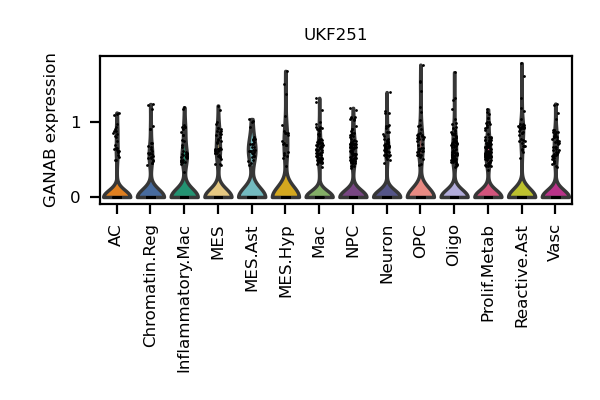 UKF251
GANAB expression
1
0
AC
Chromatin.Reg
Inflammatory.Mac
MES
MES.Ast
MES.Hyp
Mac
NPC
Neuron
OPC
Oligo
Prolif.Metab
Reactive.Ast
Vasc